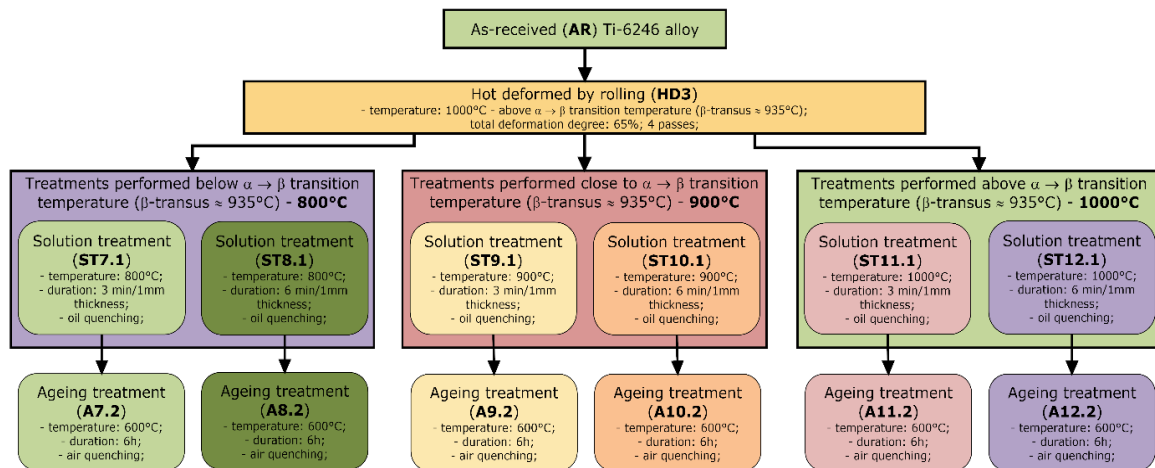 As-received (AR) Ti-6246 alloy
Hot deformed by rolling (HD3)
- temperature: 1000°C - above α → β transition temperature (β-transus ≈ 935°C);
total deformation degree: 65%; 4 passes;
Treatments performed below α → β transition
temperature (β-transus ≈ 935°C) - 800°C
Solution treatment
(ST7.1)
- temperature: 800°C;
- duration: 3 min/1mm
thickness;
- oil quenching;
Solution treatment
(ST8.1)
- temperature: 800°C;
- duration: 6 min/1mm
thickness;
- oil quenching;
Treatments performed close to α → β transition
temperature (β-transus ≈ 935°C) - 900°C
Solution treatment
(ST9.1)
- temperature: 900°C;
- duration: 3 min/1mm
thickness;
- oil quenching;
Solution treatment
(ST10.1)
- temperature: 900°C;
- duration: 6 min/1mm
thickness;
- oil quenching;
Treatments performed above α → β transition
temperature (β-transus ≈ 935°C) - 1000°C
Solution treatment
(ST11.1)
- temperature: 1000°C;
- duration: 3 min/1mm
thickness;
- oil quenching;
Solution treatment
(ST12.1)
- temperature: 1000°C;
- duration: 6 min/1mm
thickness;
- oil quenching;
Ageing treatment
(A7.2)
- temperature: 600°C;
- duration: 6h;
- air quenching;
Ageing treatment
(A8.2)
- temperature: 600°C;
- duration: 6h;
- air quenching;
Ageing treatment
(A9.2)
- temperature: 600°C;
- duration: 6h;
- air quenching;
Ageing treatment
(A10.2)
- temperature: 600°C;
- duration: 6h;
- air quenching;
Ageing treatment
(A11.2)
- temperature: 600°C;
- duration: 6h;
- air quenching;
Ageing treatment
(A12.2)
- temperature: 600°C;
- duration: 6h;
- air quenching;